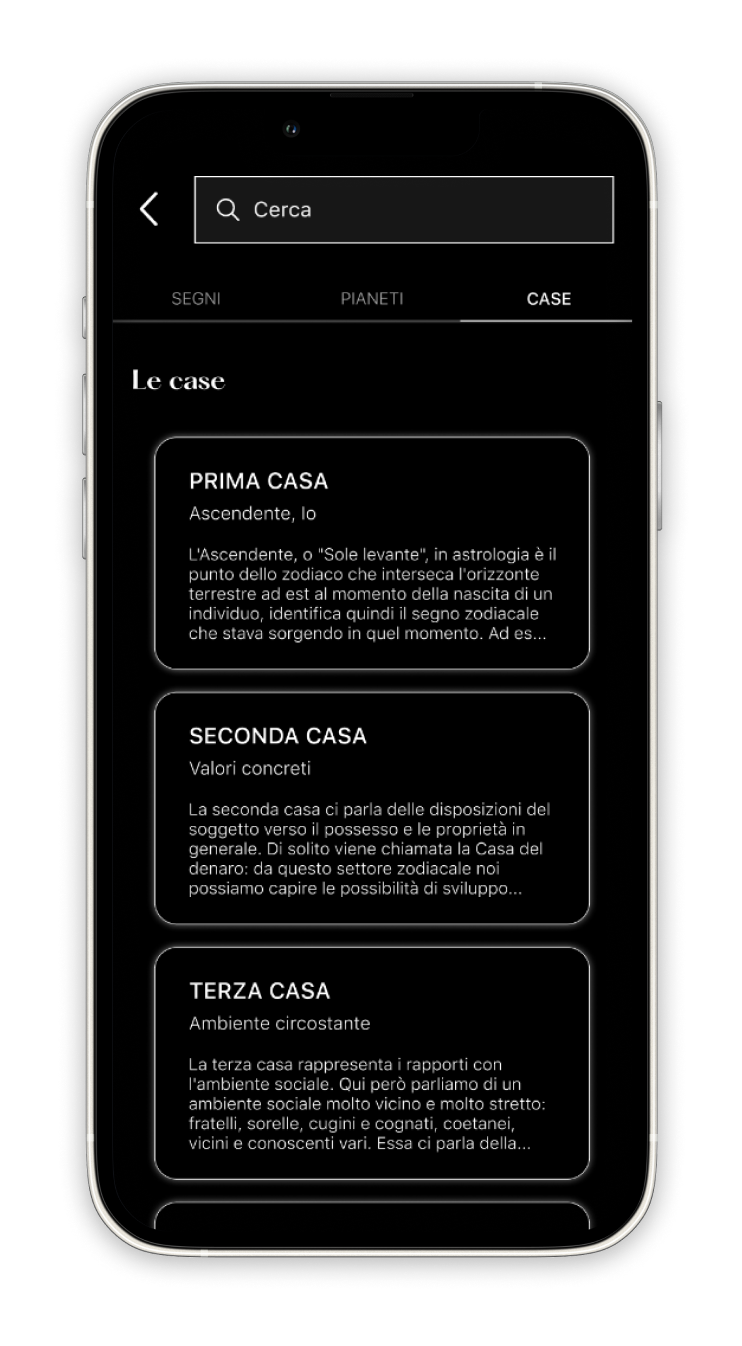 Cerca
SEGNI PIANETI CASE
Le case
PRIMA CASA
Ascendente, Io
L'Ascendente, o "Sole levante", in astrologia è il
punto dello zodiaco che interseca l'orizzonte
terrestre ad est al momento della nascita di un
individuo, identifica quindi il segno zodiacale
che stava sorgendo in quel momento. Ad es...
SECONDA CASA
Valori concreti
La seconda casa ci parla delle disposizioni del
soggetto verso il possesso e le proprietà in
generale. Di solito viene chiamata la Casa del
denaro: da questo settore zodiacale noi
possiamo capire le possibilità di sviluppo...
TERZA CASA
Ambiente circostante
La terza casa rappresenta i rapporti con
l'ambiente sociale. Qui però parliamo di un
ambiente sociale molto vicino e molto stretto:
fratelli, sorelle, cugini e cognati, coetanei,
vicini e conoscenti vari. Essa ci parla della...